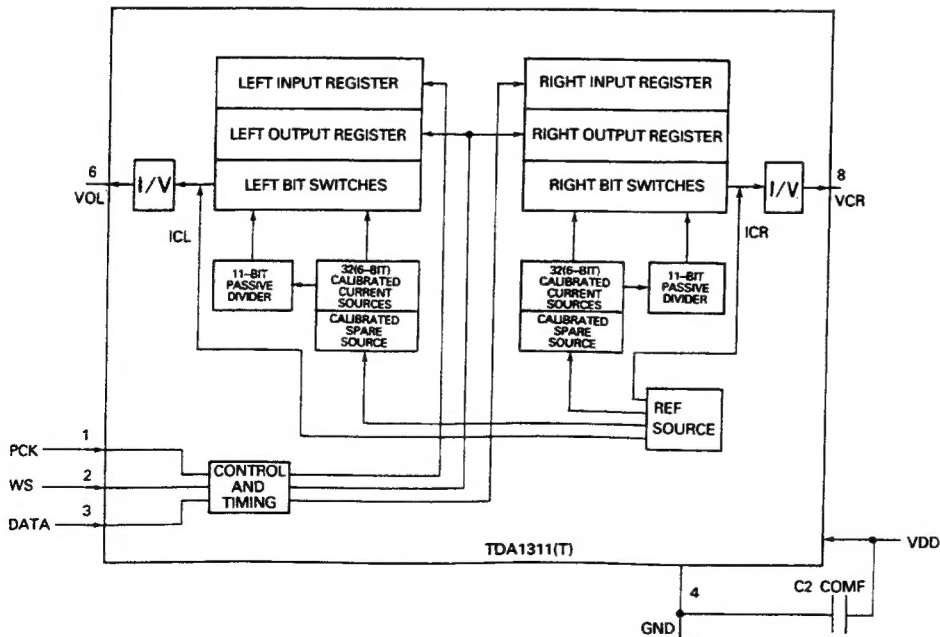 LEFT INPUT REGISTER
LEFT OUTPUT REGISTER
LEFT BIT SWITCHES
RIGHT INPUT REGISTER
RIGHT OUTPUT REGISTER
RIGHT BIT SWITCHES
6
VOL
I/V
ICL
I/V
8
VCR
ICR
11-BIT
PASSIVE
DIVIDER
32(6-BIT)
CALIBRATED
CURRENT
SOURCES
CALIBRATED
SPARE
SOURCE
32(6-BIT)
CALIBRATED
CURRENT
SOURCES
CALIBRATED
SPARE
SOURCE
11-BIT
PASSIVE
DIVIDER
REF
SOURCE
PCK
1
WS
2
DATA
3
CONTROL
AND
TIMING
TDA1311(T)
VDD
4
GND
C2 COMF